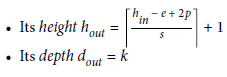 • Its height h_out = ⌈(h_in − e + 2p) / s⌉ + 1
• Its depth d_out = k